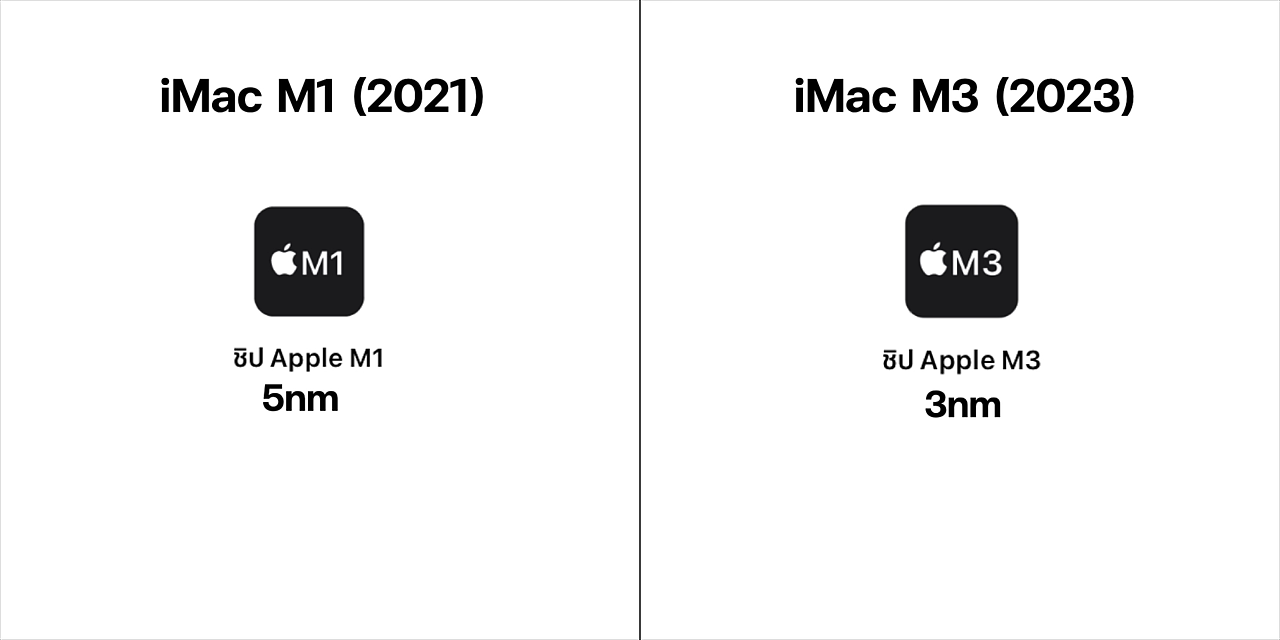 iMac M1 (2021)
M1
ชิป Apple M1
5nm
iMac M3 (2023)
M3
ชิป Apple M3
3nm